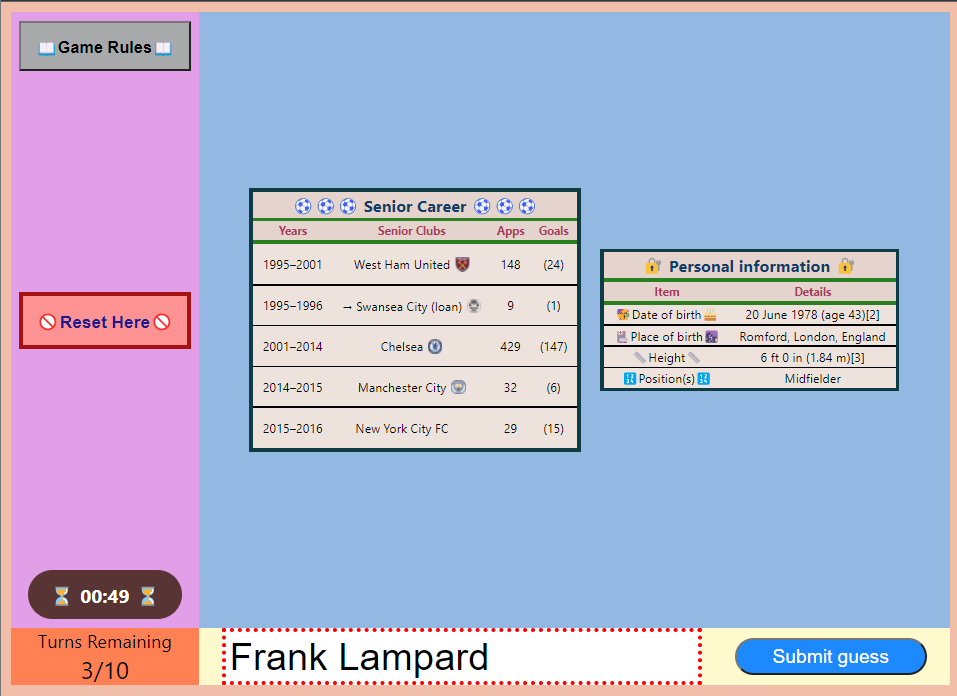 📖Game Rules📖
🚫Reset Here🚫
⏳ 00:49 ⏳
Turns Remaining
3/10
⚽ ⚽ ⚽ Senior Career ⚽ ⚽ ⚽
Years Senior Clubs Apps Goals
1995–2001 West Ham United 148 (24)
1995–1996 → Swansea City (loan) 9 (1)
2001–2014 Chelsea 429 (147)
2014–2015 Manchester City 32 (6)
2015–2016 New York City FC 29 (15)
🔐 Personal information 🔐
Item Details
Date of birth🎂 20 June 1978 (age 43)[2]
Place of birth Romford, London, England
📏Height📏 6 ft 0 in (1.84 m)[3]
🔢Position(s)🔢 Midfielder
Frank Lampard
Submit guess